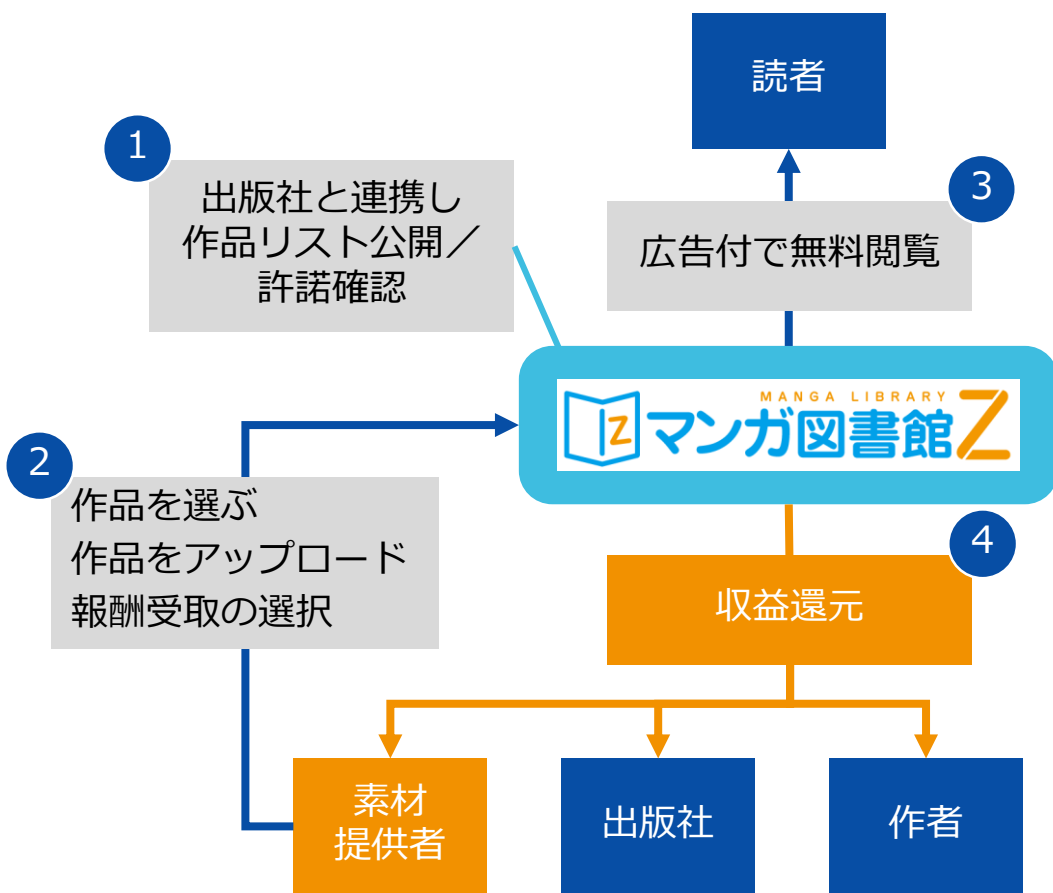 読者
1
出版社と連携し
作品リスト公開／
許諾確認
3
広告付で無料閲覧
MANGA LIBRARY
Z マンガ図書館Z
2
作品を選ぶ
作品をアップロード
報酬受取の選択
4
収益還元
素材
提供者
出版社
作者